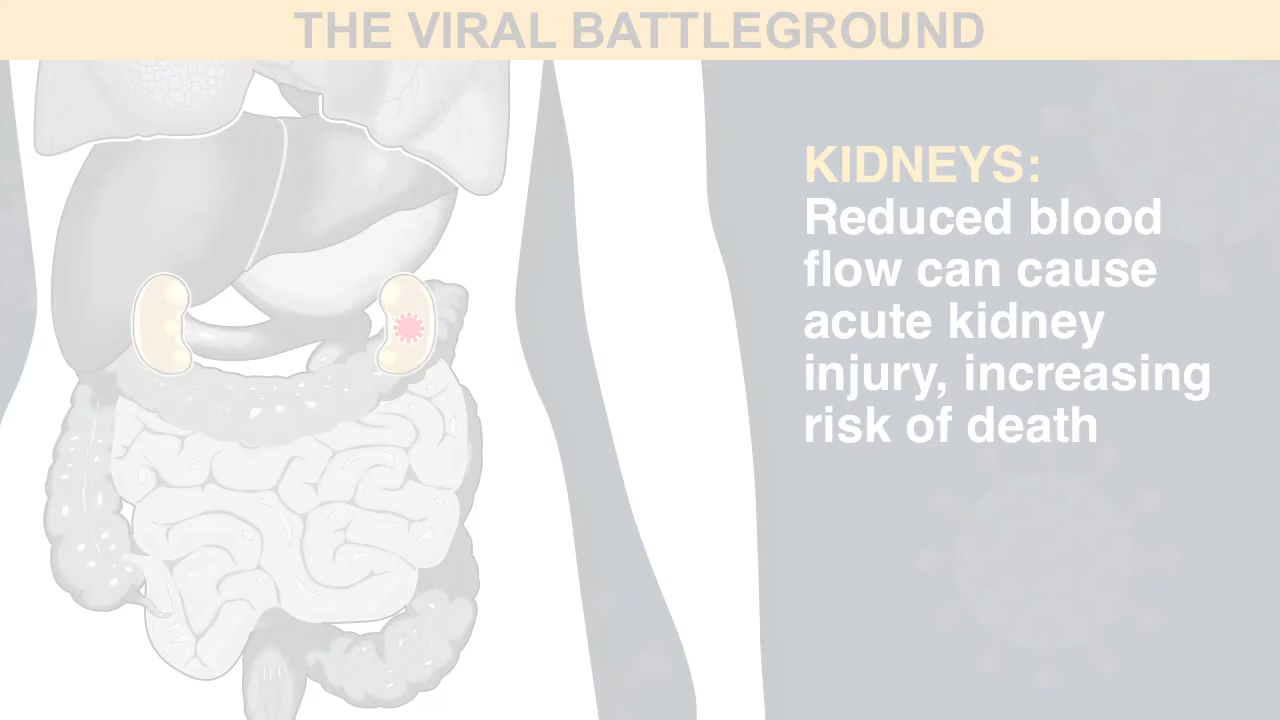 THE VIRAL BATTLEGROUND
KIDNEYS:
Reduced blood
flow can cause
acute kidney
injury, increasing
risk of death